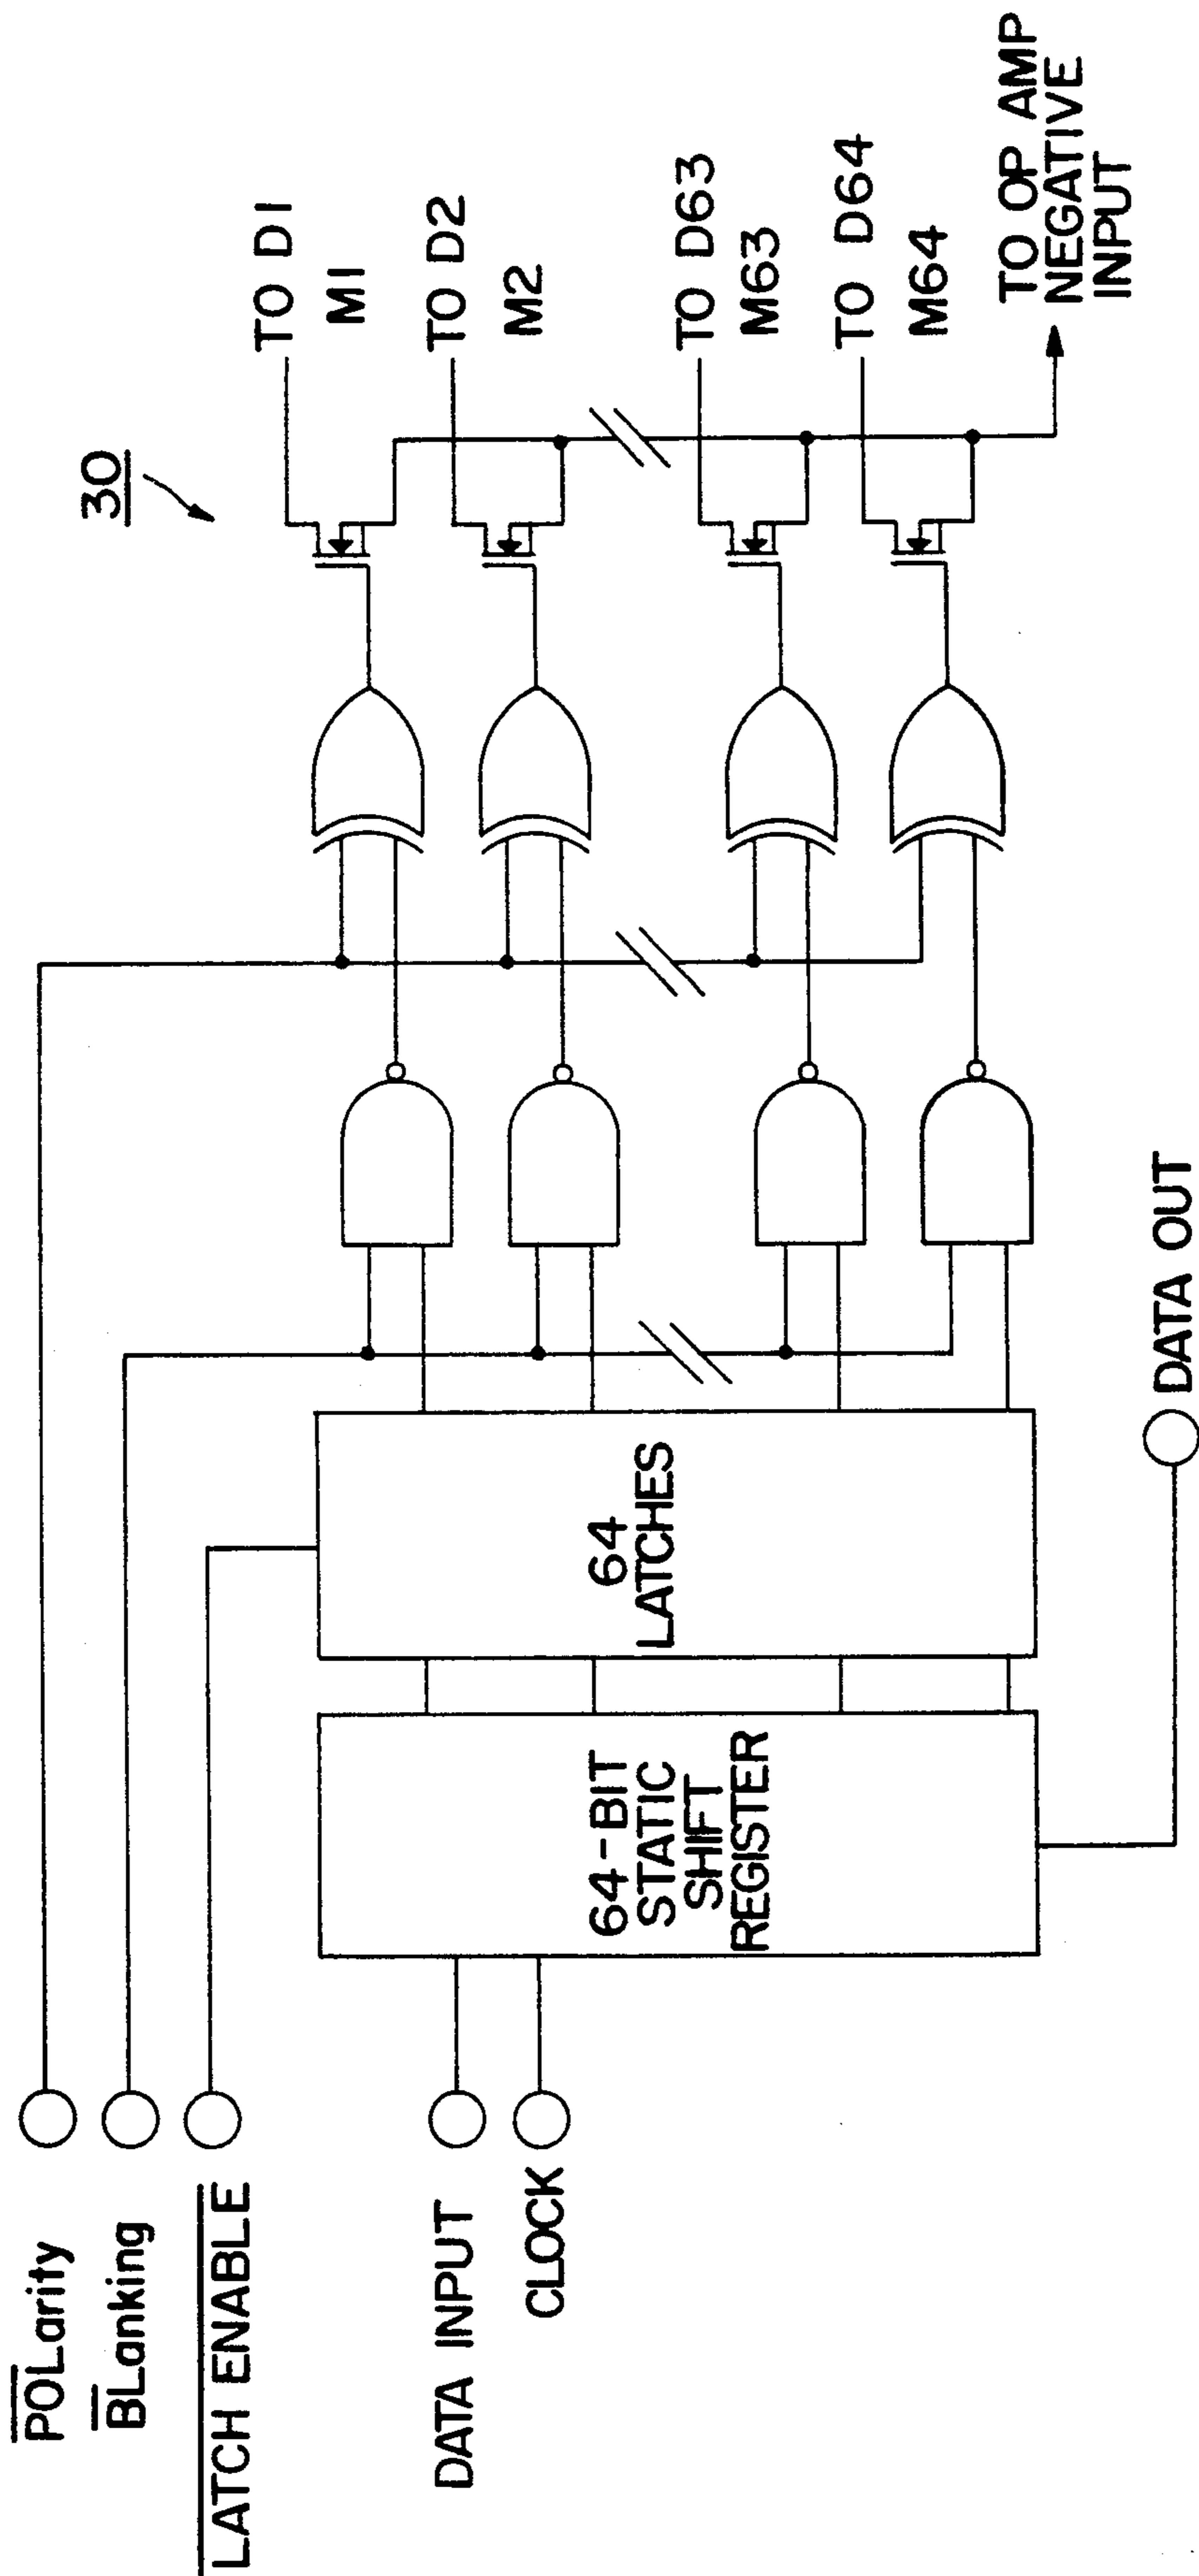 30
POLarity
BLanking
LATCH ENABLE
DATA INPUT
CLOCK
64-BIT
STATIC
SHIFT
REGISTER
64
LATCHES
TO D1
M1
TO D2
M2
TO D63
M63
TO D64
M64
TO OP AMP
NEGATIVE
INPUT
DATA OUT